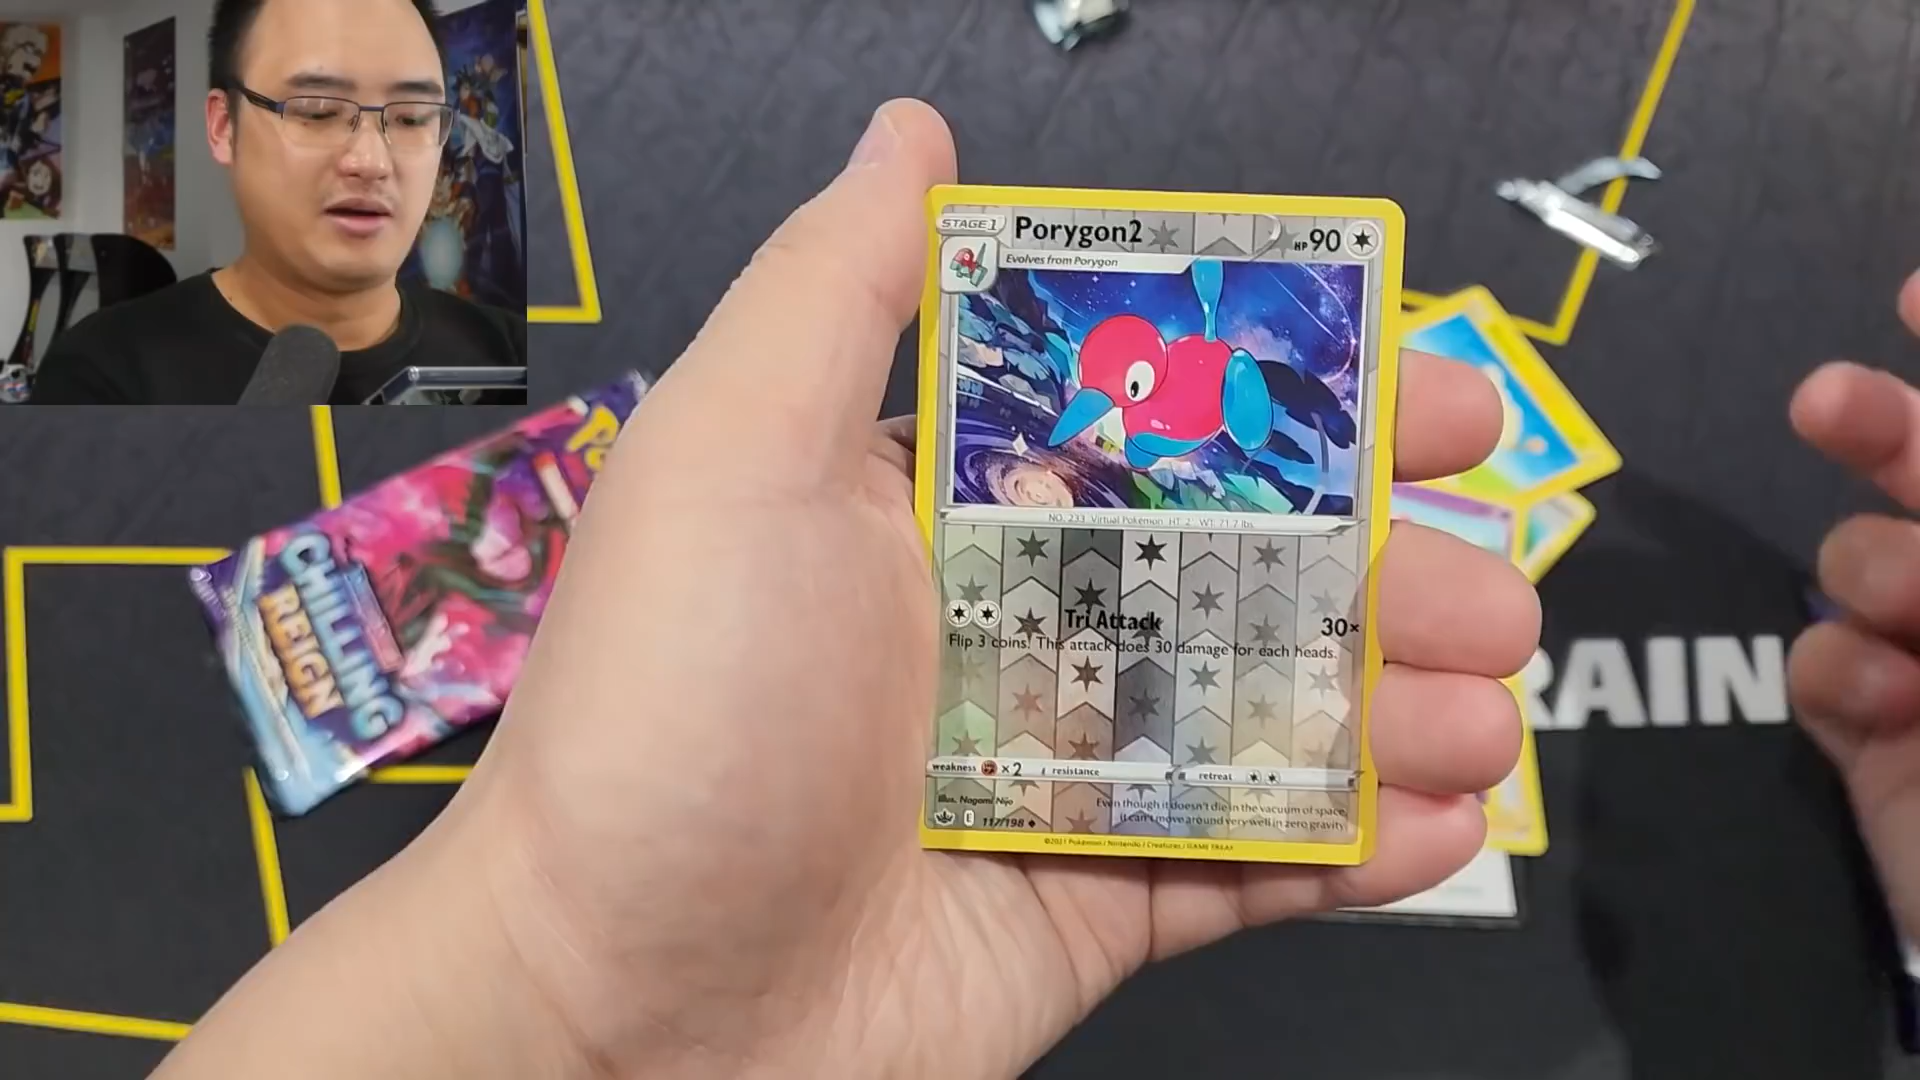 STAGE 1
Porygon2
HP 90
Evolves from Porygon
NO. 233 Virtual Pokémon HT: 2' WT: 71.7 lbs.
Tri Attack 30×
Flip 3 coins. This attack does 30 damage for each heads.
weakness ×2 resistance retreat
Illus. Nagomi Nijo
Even though it doesn't die in the vacuum of space,
it can't move around very well in zero gravity.
E 117/198
©2021 Pokémon / Nintendo / Creatures / GAME FREAK
CHILLING
REIGN
RAIN